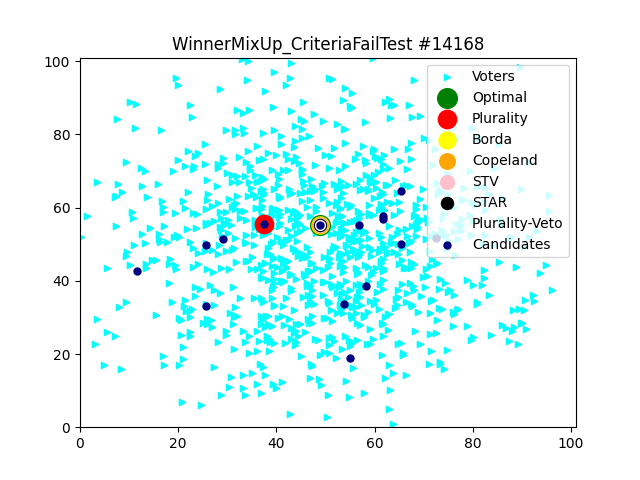 WinnerMixUp_CriteriaFailTest #14168
100
80
60
40
20
0
0
20
40
60
80
100
Voters
Optimal
Plurality
Borda
Copeland
STV
STAR
Plurality-Veto
Candidates